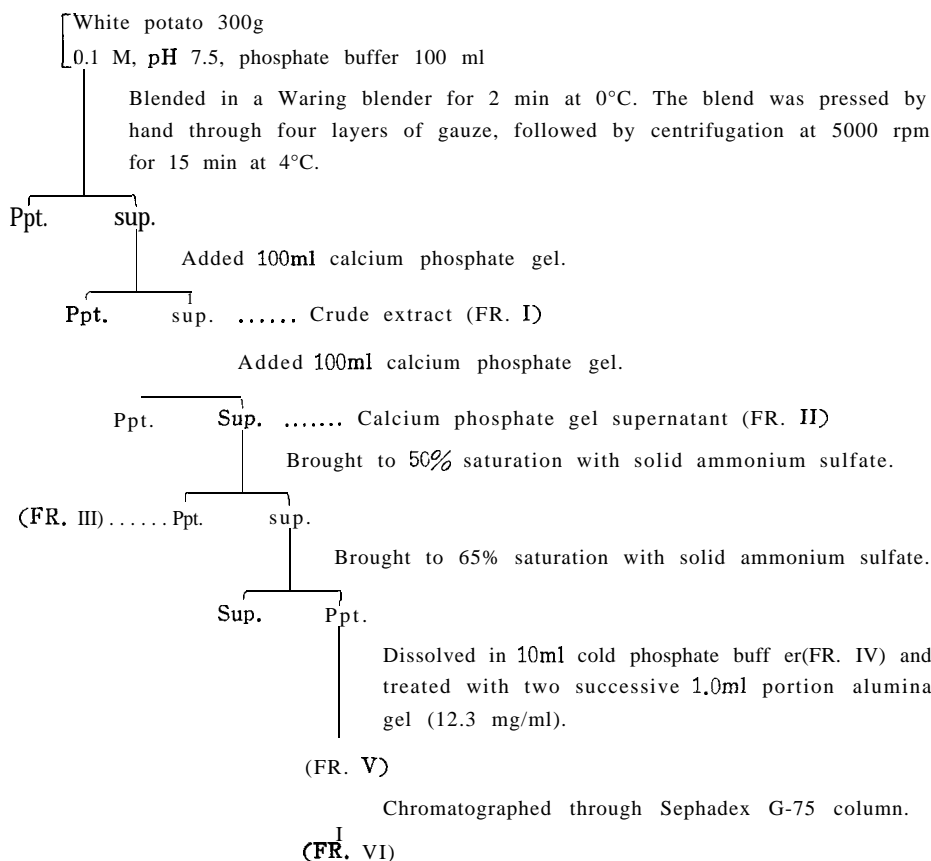 White potato 300g
0.1 M, pH 7.5, phosphate buffer 100 ml
Blended in a Waring blender for 2 min at 0°C. The blend was pressed by
hand through four layers of gauze, followed by centrifugation at 5000 rpm
for 15 min at 4°C.
Ppt. sup.
Added 100ml calcium phosphate gel.
Ppt. sup. ...... Crude extract (FR. I)
Added 100ml calcium phosphate gel.
Ppt. Sup. ....... Calcium phosphate gel supernatant (FR. II)
Brought to 50% saturation with solid ammonium sulfate.
(FR. III) ...... Ppt. sup.
Brought to 65% saturation with solid ammonium sulfate.
Sup. Ppt.
Dissolved in 10ml cold phosphate buff er(FR. IV) and
treated with two successive 1.0ml portion alumina
gel (12.3 mg/ml).
(FR. V)
Chromatographed through Sephadex G-75 column.
(FR. VI)